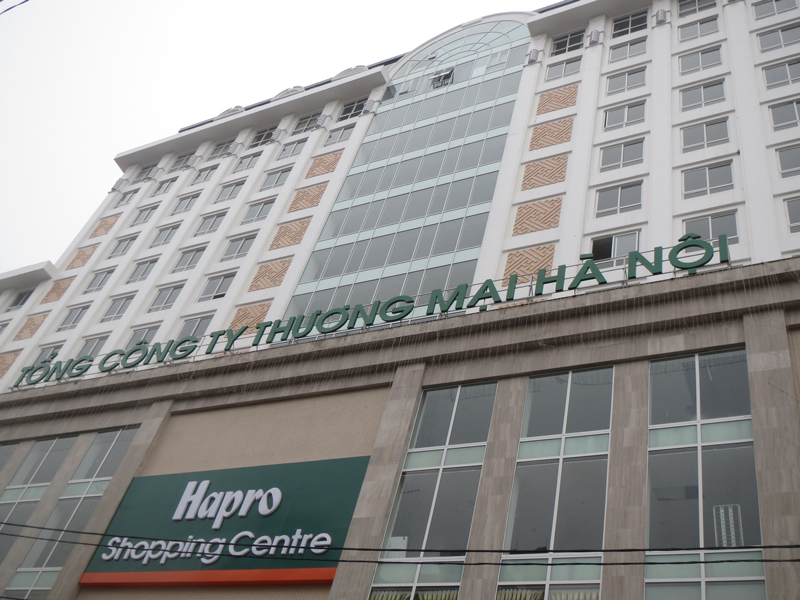 TỔNG CÔNG TY THƯƠNG MẠI HÀ NỘI
Hapro
Shopping Centre